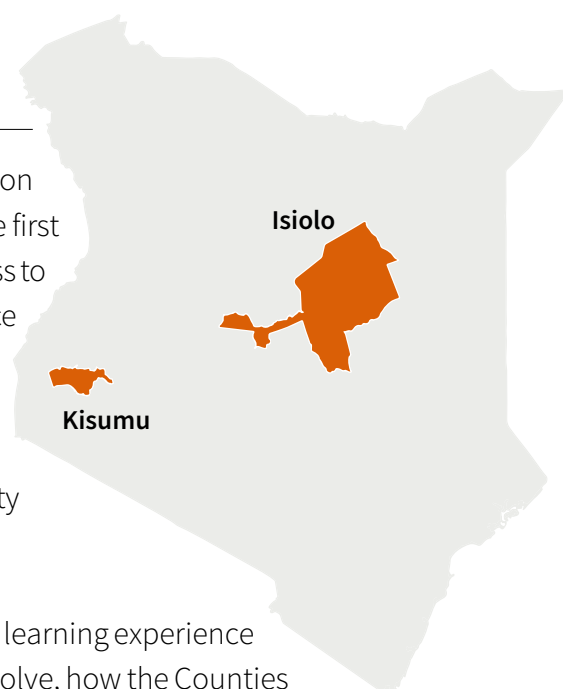 on
first
Isiolo
ss to
Kisumu
ty
learning experience
olve, how the Counties